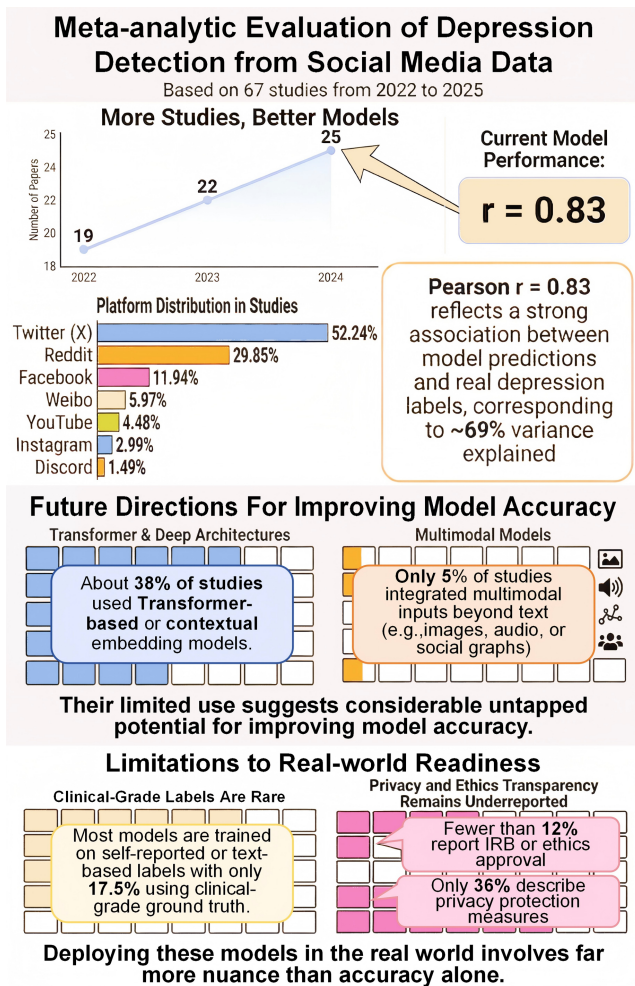 Meta-analytic Evaluation of Depression
Detection from Social Media Data
Based on 67 studies from 2022 to 2025
More Studies, Better Models
Number of Papers
25
24
22
20
18
19
22
25
2022
2023
2024
Current Model
Performance:
r = 0.83
Pearson r = 0.83
reflects a strong
association between
model predictions
and real depression
labels, corresponding
to ~69% variance
explained
Platform Distribution in Studies
Twitter (X) 52.24%
Reddit 29.85%
Facebook 11.94%
Weibo 5.97%
YouTube 4.48%
Instagram 2.99%
Discord 1.49%
Future Directions For Improving Model Accuracy
Transformer & Deep Architectures
About 38% of studies
used Transformer-
based or contextual
embedding models.
Multimodal Models
Only 5% of studies
integrated multimodal
inputs beyond text
(e.g.,images, audio, or
social graphs)
Their limited use suggests considerable untapped
potential for improving model accuracy.
Limitations to Real-world Readiness
Clinical-Grade Labels Are Rare
Most models are trained
on self-reported or text-
based labels with only
17.5% using clinical-
grade ground truth.
Privacy and Ethics Transparency
Remains Underreported
Fewer than 12%
report IRB or ethics
approval
Only 36% describe
privacy protection
measures
Deploying these models in the real world involves far
more nuance than accuracy alone.